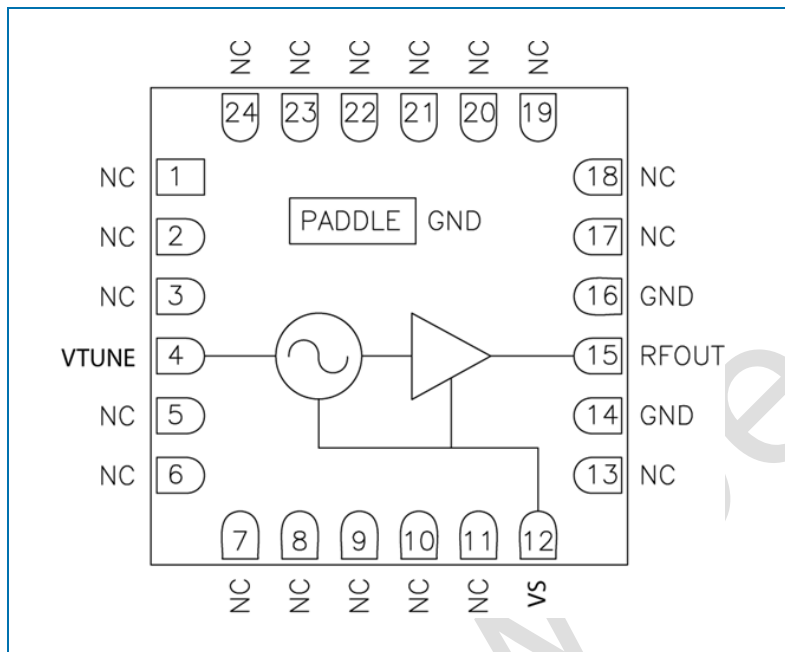 NC NC NC NC NC NC
24 23 22 21 20 19
NC 1 18 NC
PADDLE GND
NC 2 17 NC
NC 3 16 GND
VTUNE 4 15 RFOUT
NC 5 14 GND
NC 6 13 NC
7 8 9 10 11 12
NC NC NC NC NC VS